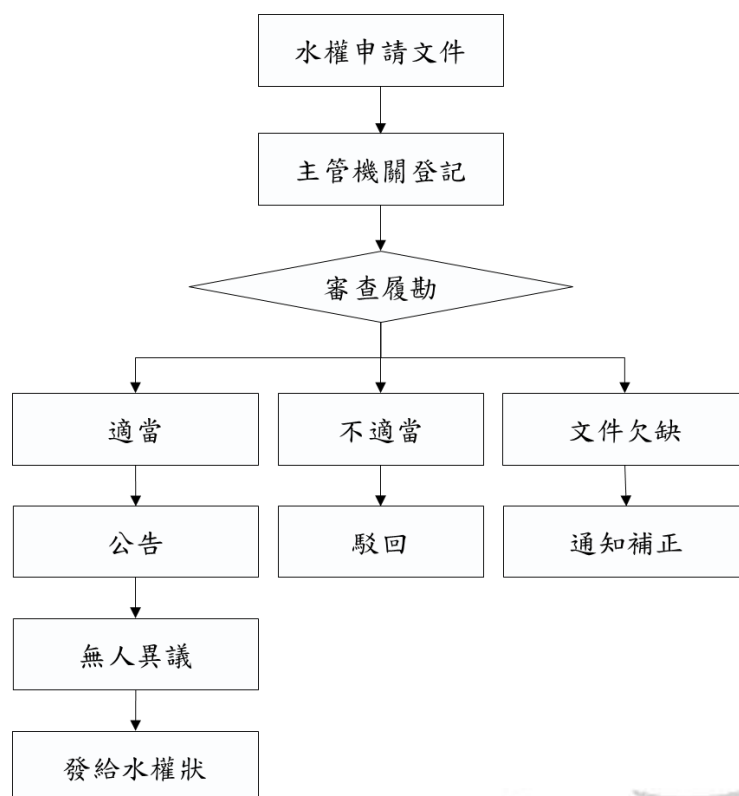 水權申請文件
主管機關登記
審查履勘
適當
不適當
文件欠缺
公告
駁回
通知補正
無人異議
發給水權狀